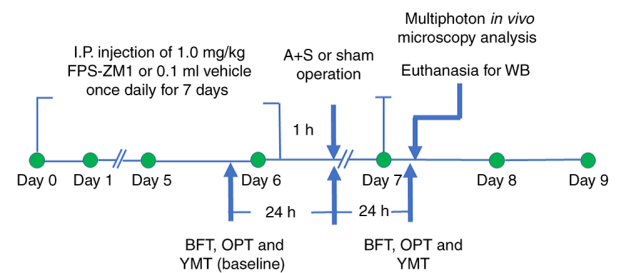 Multiphoton in vivo
microscopy analysis
Euthanasia for WB
I.P. injection of 1.0 mg/kg
FPS-ZM1 or 0.1 ml vehicle
once daily for 7 days
A+S or sham
operation
1 h
Day 0 Day 1 Day 5 Day 6 Day 7 Day 8 Day 9
24 h 24 h
BFT, OPT and
YMT (baseline)
BFT, OPT and
YMT